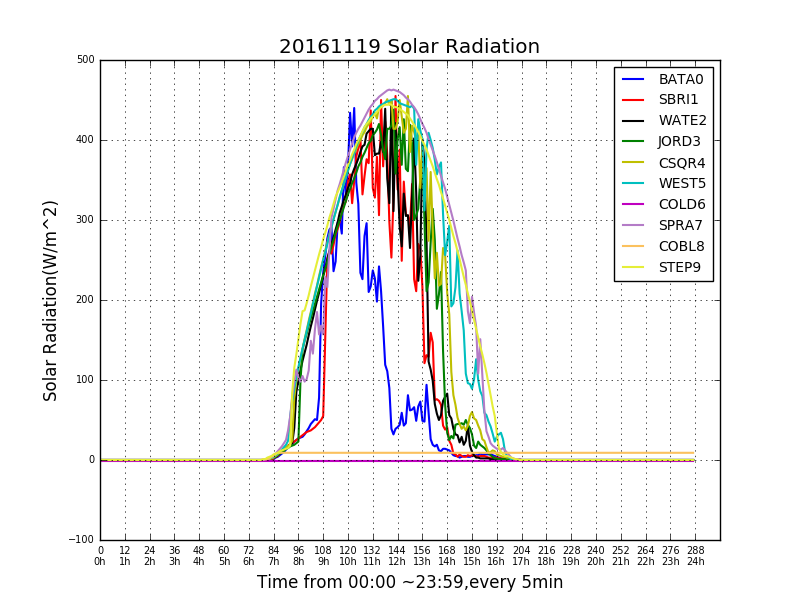 20161119 Solar Radiation
500
400
300
200
100
0
−100
Solar Radiation(W/m^2)
BATA0
SBRI1
WATE2
JORD3
CSQR4
WEST5
COLD6
SPRA7
COBL8
STEP9
0 12 24 36 48 60 72 84 96 108 120 132 144 156 168 180 192 204 216 228 240 252 264 276 288
0h 1h 2h 3h 4h 5h 6h 7h 8h 9h 10h 11h 12h 13h 14h 15h 16h 17h 18h 19h 20h 21h 22h 23h 24h
Time from 00:00 ~23:59,every 5min